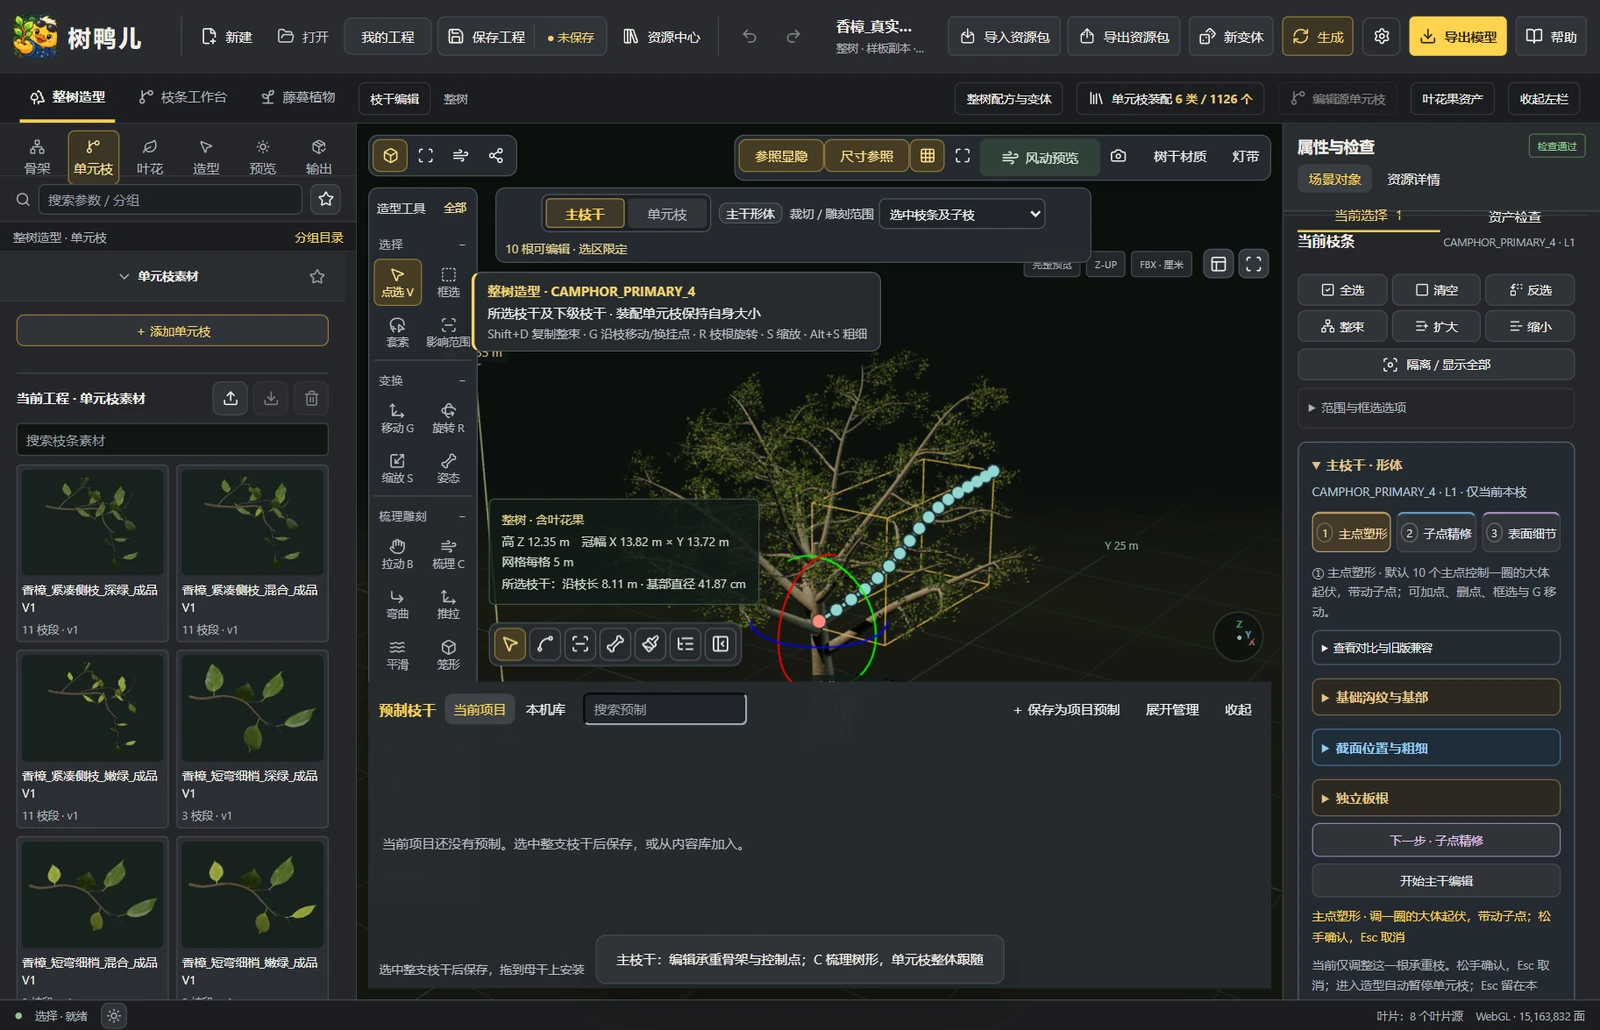 树鸭儿
新建
打开
我的工程
保存工程
未保存
资源中心
香樟_真实...
整树 · 样板副本 ·...
导入资源包
导出资源包
新变体
生成
导出模型
帮助
整树造型
枝条工作台
藤蔓植物
枝干编辑
整树
整树配方与变体
单元枝装配 6 类 / 1126 个
编辑源单元枝
叶花果资产
收起左栏
骨架
单元枝
叶花
造型
预览
输出
搜索参数 / 分组
整树造型 · 单元枝
分组目录
单元枝素材
+ 添加单元枝
当前工程 · 单元枝素材
搜索枝条素材
香樟_紧凑侧枝_深绿_成品 V1
11 枝段 · v1
香樟_紧凑侧枝_混合_成品 V1
11 枝段 · v1
香樟_紧凑侧枝_嫩绿_成品 V1
11 枝段 · v1
香樟_短弯细梢_深绿_成品 V1
3 枝段 · v1
香樟_短弯细梢_混合_成品 V1
香樟_短弯细梢_嫩绿_成品 V1
选择 · 就绪
参照显隐
尺寸参照
风动预览
树干材质
灯带
造型工具
全部
选择
点选 V
框选
套索
影响范围
变换
移动 G
旋转 R
缩放 S
姿态
梳理雕刻
拉动 B
梳理 C
弯曲
推拉
平滑
笼形
主枝干
单元枝
主干形体
裁切 / 雕刻范围
选中枝条及子枝
10 根可编辑 · 选区限定
完整预览
Z-UP
FBX · 厘米
整树造型 · CAMPHOR_PRIMARY_4
所选枝干及下级枝干 · 装配单元枝保持自身大小
Shift+D 复制整束 · G 沿枝移动/换挂点 · R 枝根旋转 · S 缩放 · Alt+S 粗细
整树 · 含叶花果
高 Z 12.35 m 冠幅 X 13.82 m × Y 13.72 m
网格每格 5 m
所选枝干：沿枝长 8.11 m · 基部直径 41.87 cm
Y 25 m
Z
Y
X
预制枝干
当前项目
本机库
搜索预制
+ 保存为项目预制
展开管理
收起
当前项目还没有预制。选中整支枝干后保存，或从内容库加入。
选中整支枝干后保存，拖到母干上安装
主枝干：编辑承重骨架与控制点；C 梳理树形，单元枝整体跟随
属性与检查
检查通过
场景对象
资源详情
当前选择 1
资产检查
当前枝条
CAMPHOR_PRIMARY_4 · L1
全选
清空
反选
整束
扩大
缩小
隔离 / 显示全部
范围与框选选项
主枝干 · 形体
CAMPHOR_PRIMARY_4 · L1 · 仅当前本枝
1 主点塑形
2 子点精修
3 表面细节
① 主点塑形 · 默认 10 个主点控制一圈的大体
起伏，带动子点；可加点、删点、框选与 G 移
动。
查看对比与旧版兼容
基础沟纹与基部
截面位置与粗细
独立板根
下一步 · 子点精修
开始主干编辑
主点塑形 · 调一圈的大体起伏，带动子点；松
手确认，Esc 取消
当前仅调整这一根承重枝。松手确认，Esc 取
消；进入造型自动暂停单元枝；Esc 留在本
叶片：8 个叶片源
WebGL · 15,163,832 面